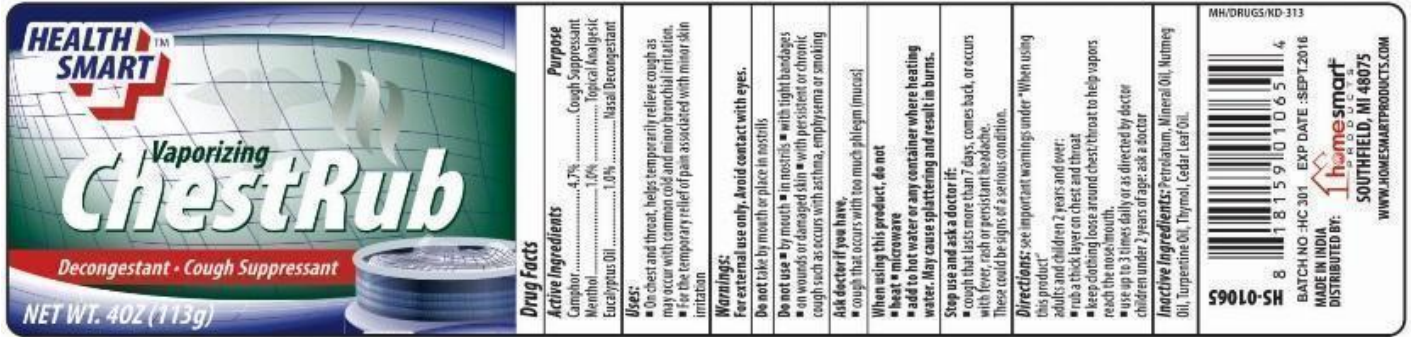 HEALTH
SMART™
Vaporizing
ChestRub
Decongestant • Cough Suppressant
NET WT. 4OZ (113g)
Drug Facts
Active Ingredients Purpose
Camphor..................4.7% ............ Cough Suppressant
Menthol ..................1.0% ............ Topical Analgesic
Eucalyptus Oil............1.0% ............ Nasal Decongestant
Uses:
▪ On chest and throat, helps temporarily relieve cough as
may occur with common cold and minor bronchial irritation.
▪ For the temporary relief of pain associated with minor skin
irritation
Warnings:
For external use only. Avoid contact with eyes.
Do not take by mouth or place in nostrils
Do not use ▪ by mouth ▪ in nostrils ▪ with tight bandages
▪ on wounds or damaged skin ▪ with persistent or chronic
cough such as occurs with asthma, emphysema or smoking
Ask doctor if you have,
▪ cough that occurs with too much phlegm (mucus)
When using this product, do not
▪ heat ▪ microwave
▪ add to hot water or any container where heating
water. May cause splattering and result in burns.
Stop use and ask a doctor if:
▪ cough that lasts more than 7 days, comes back, or occurs
with fever, rash or persistant headache.
These could be signs of a serious condition.
Directions: see important warnings under "When using
this product"
adults and children 2 years and over:
▪ rub a thick layer on chest and throat
▪ keep clothing loose around chest/throat to help vapors
reach the nose/mouth.
▪ use up to 3 times daily or as directed by doctor
children under 2 years of age: ask a doctor
Inactive Ingredients: Petrolatum, Mineral Oil, Nutmeg
Oil, Turpentine Oil, Thymol, Cedar Leaf Oil.
MH/DRUGS/KD-313
8 18159 01065 4
HS-01065
BATCH NO :HC 301 EXP DATE :SEPT.2016
MADE IN INDIA
DISTRIBUTED BY:
homesmart
PRODUCTS
SOUTHFIELD, MI 48075
WWW.HOMESMARTPRODUCTS.COM